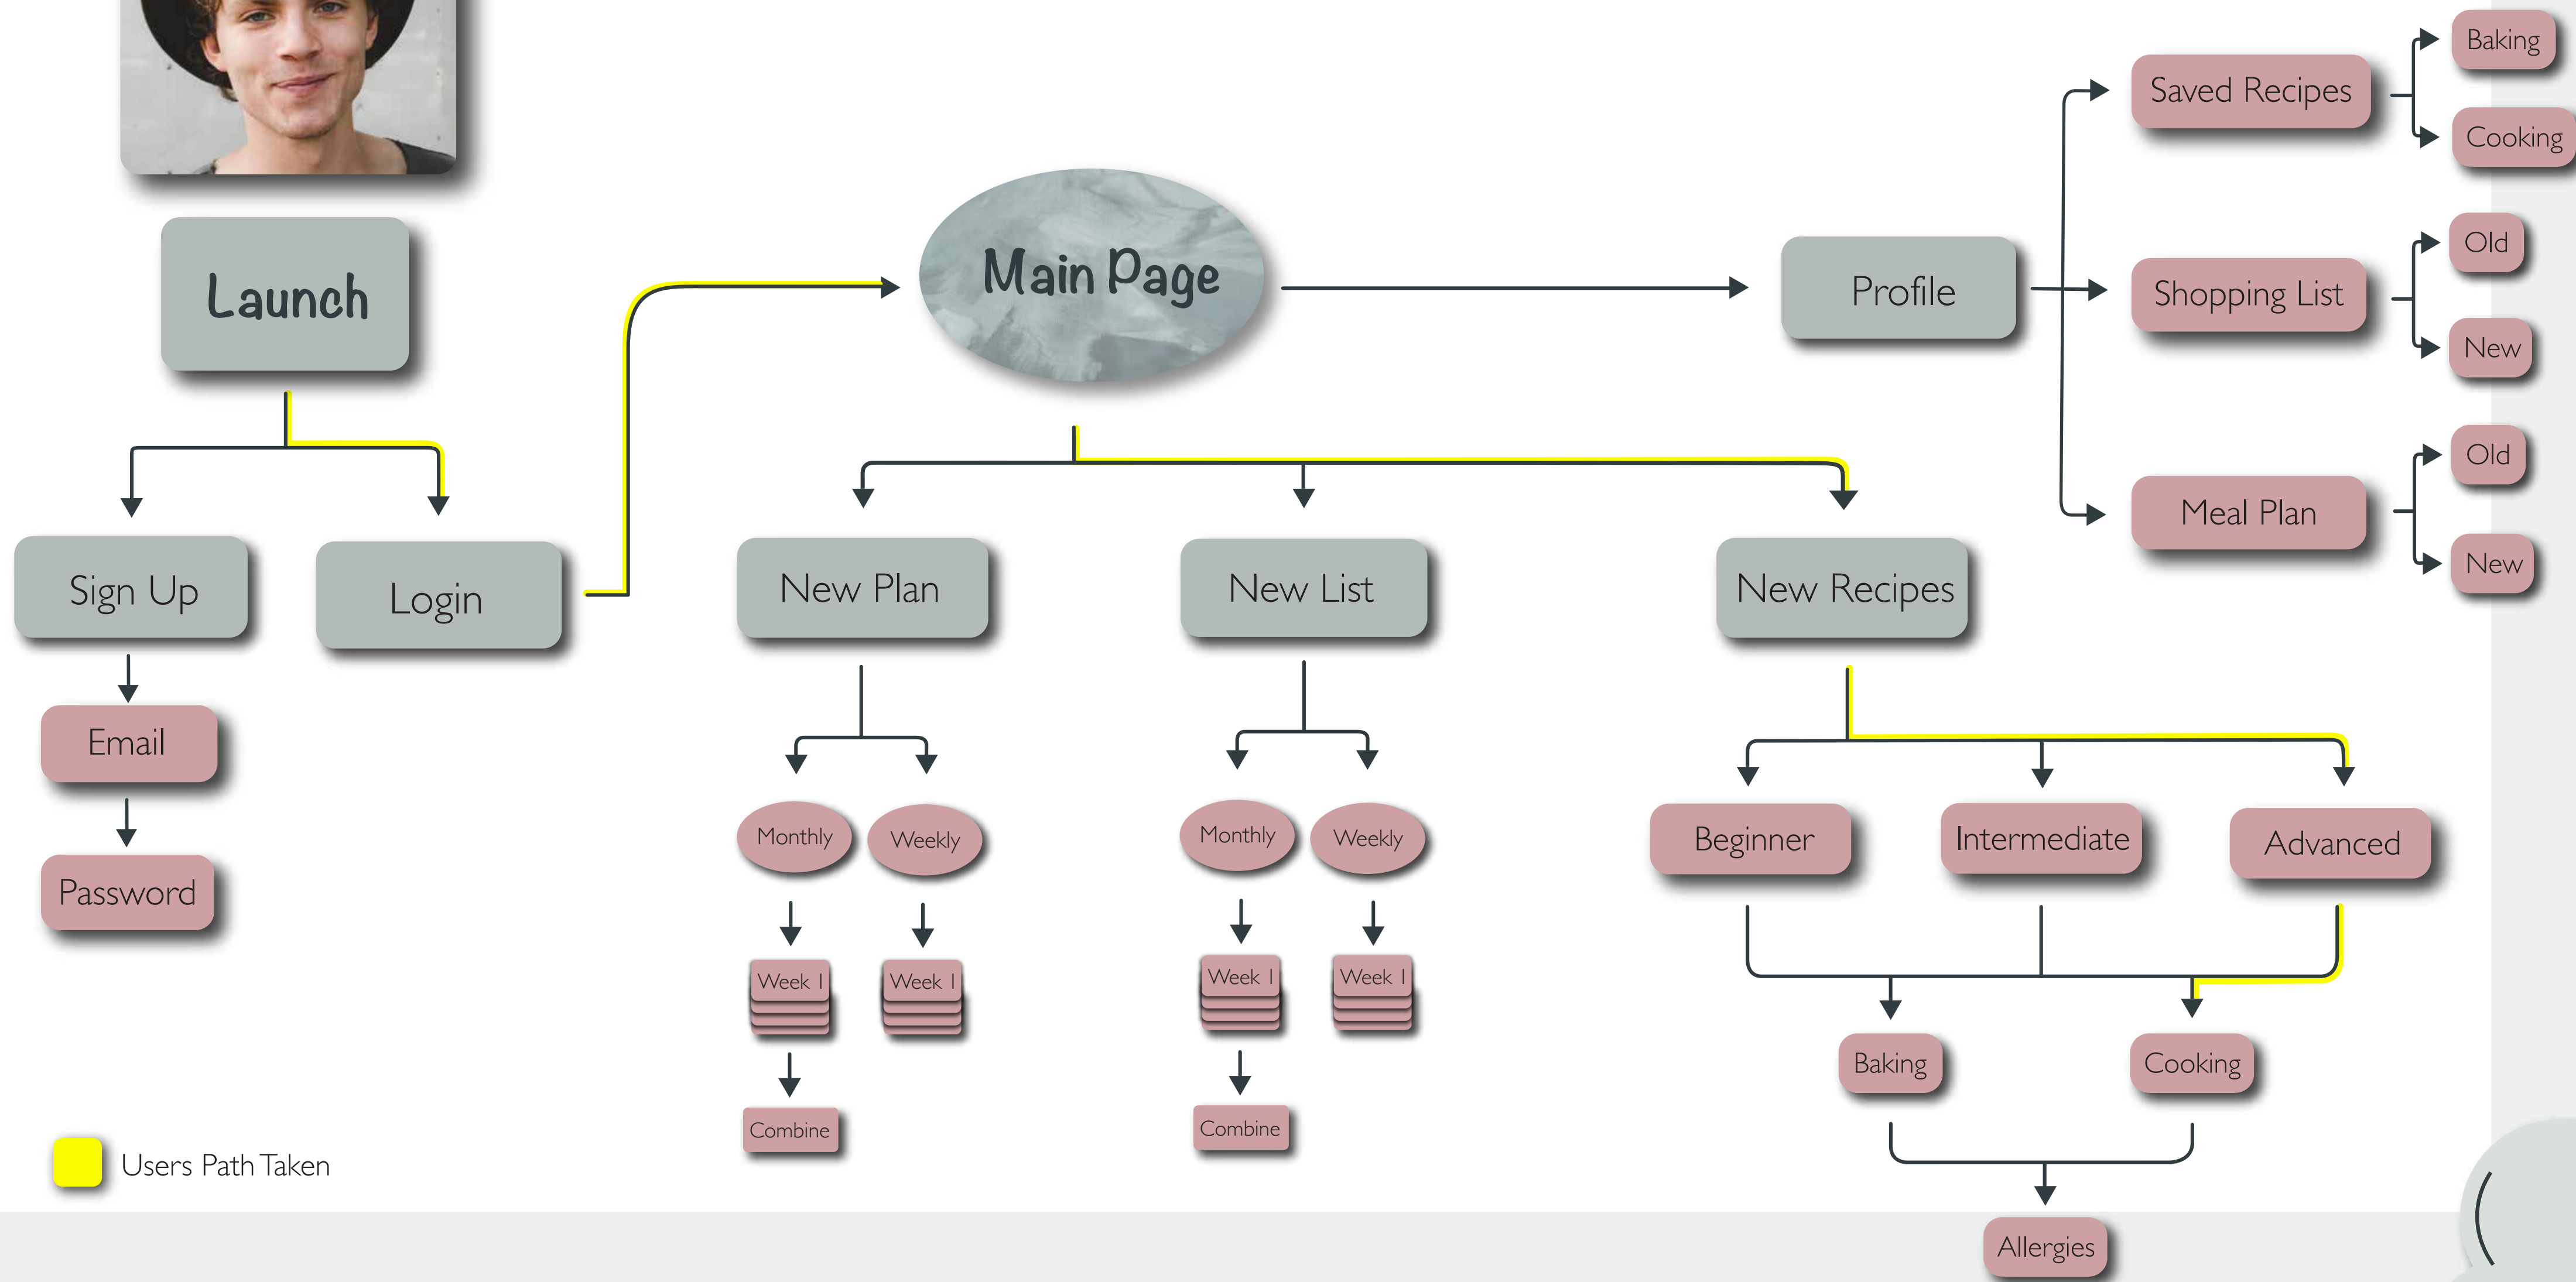 Launch
Sign Up
Login
Email
Password
Main Page
Profile
Saved Recipes
Baking
Cooking
Shopping List
Old
New
Meal Plan
Old
New
New Plan
New List
New Recipes
Monthly
Weekly
Week 1
Week 1
Combine
Monthly
Weekly
Week 1
Week 1
Combine
Beginner
Intermediate
Advanced
Baking
Cooking
Allergies
Users Path Taken